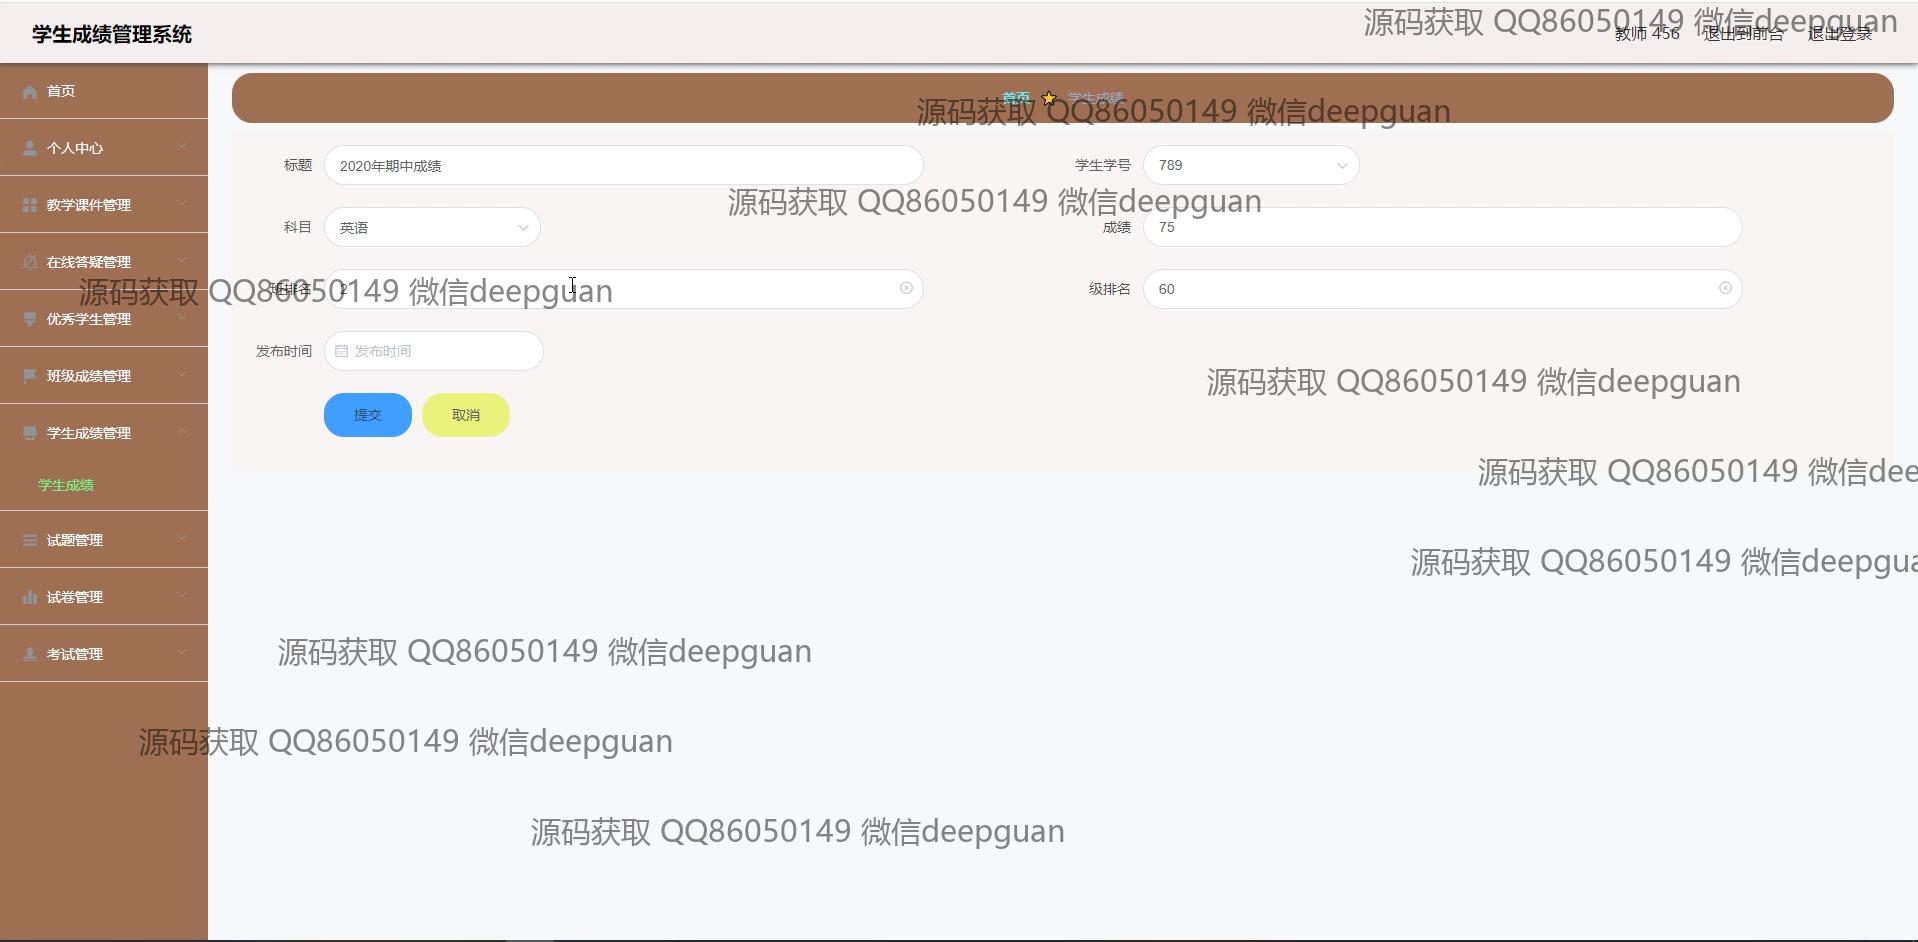 学生成绩管理系统
源码获取 QQ86050149 微信deepguan
教师 456 退出到前台 退出登录
首页
首页 学生成绩
源码获取 QQ86050149 微信deepguan
个人中心
标题 2020年期中成绩 学生学号 789
教学课件管理
源码获取 QQ86050149 微信deepguan
科目 英语 成绩 75
在线答疑管理
源码获取 QQ86050149 微信deepguan
班排名 2 级排名 60
优秀学生管理
发布时间 发布时间
班级成绩管理
源码获取 QQ86050149 微信deepguan
提交 取消
学生成绩管理
源码获取 QQ86050149 微信dee
学生成绩
试题管理
源码获取 QQ86050149 微信deepgua
试卷管理
考试管理
源码获取 QQ86050149 微信deepguan
源码获取 QQ86050149 微信deepguan
源码获取 QQ86050149 微信deepguan